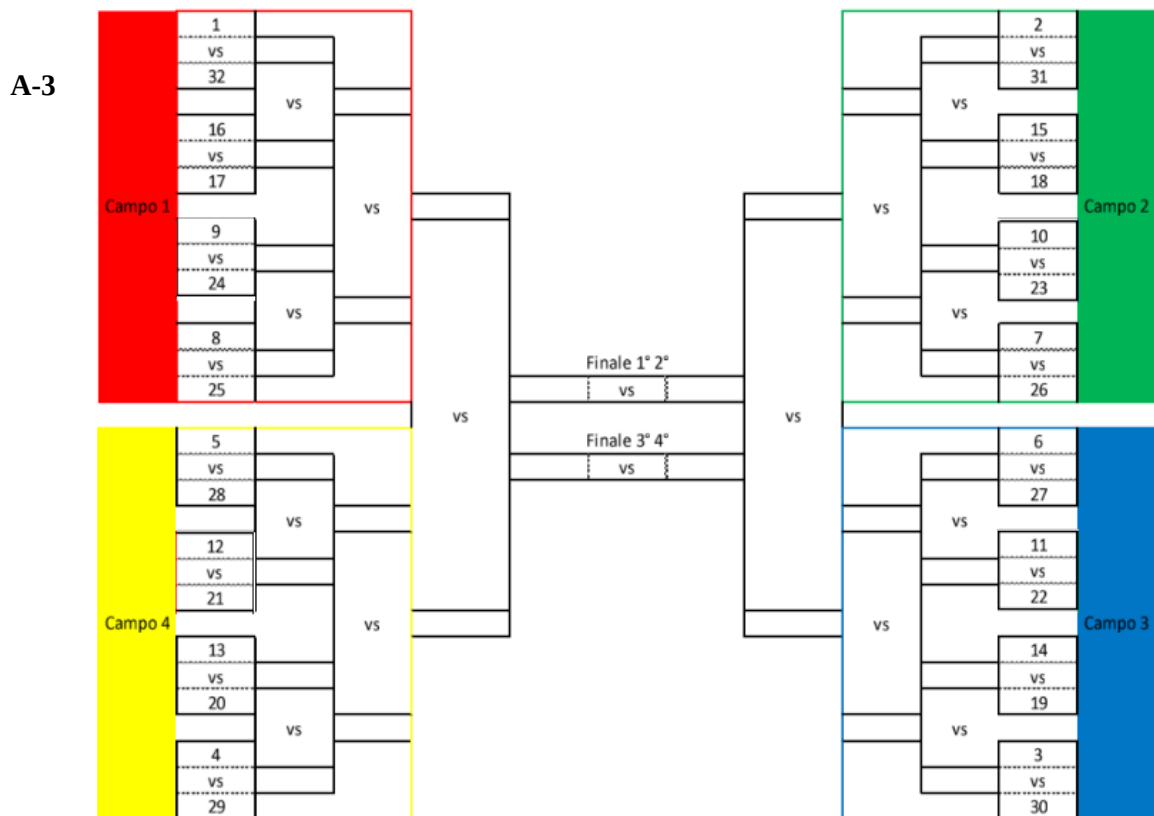 A-3
Campo 1
1
vs
32
16
vs
17
9
vs
24
8
vs
25
vs
vs
vs
Campo 4
5
vs
28
12
vs
21
13
vs
20
4
vs
29
vs
vs
vs
vs
Finale 1° 2°
vs
Finale 3° 4°
vs
vs
Campo 2
2
vs
31
15
vs
18
10
vs
23
7
vs
26
vs
vs
vs
Campo 3
6
vs
27
11
vs
22
14
vs
19
3
vs
30
vs
vs
vs